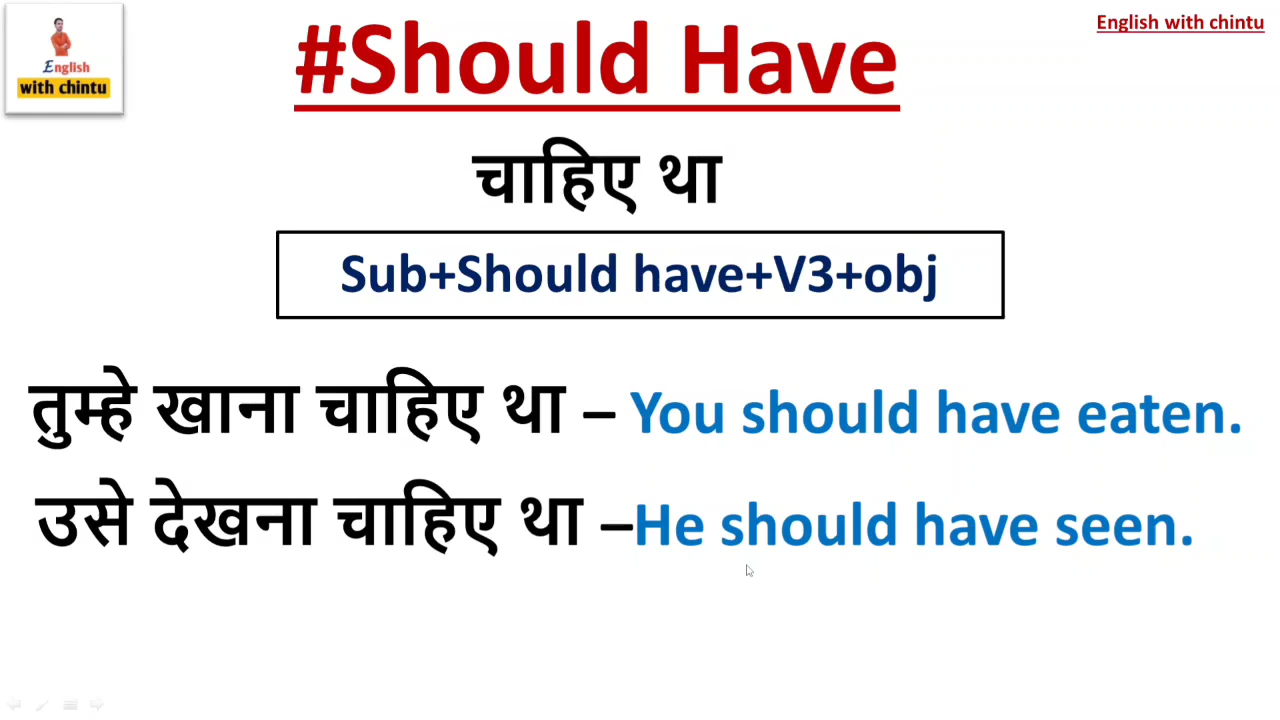 English
with chintu
#Should Have
English with chintu
चाहिए था
Sub+Should have+V3+obj
तुम्हे खाना चाहिए था – You should have eaten.
उसे देखना चाहिए था –He should have seen.